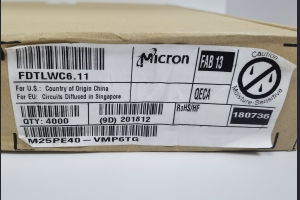 Micron
FAB 13
Caution
Moisture-Sensitive
FDTLWC6.11
For U.S.: Country of Origin China
For EU: Circuits Diffused in Singapore
QECA
RoHS/HF
QTY: 4000
(9D) 201812
180736
M25PE40-VMP6TG